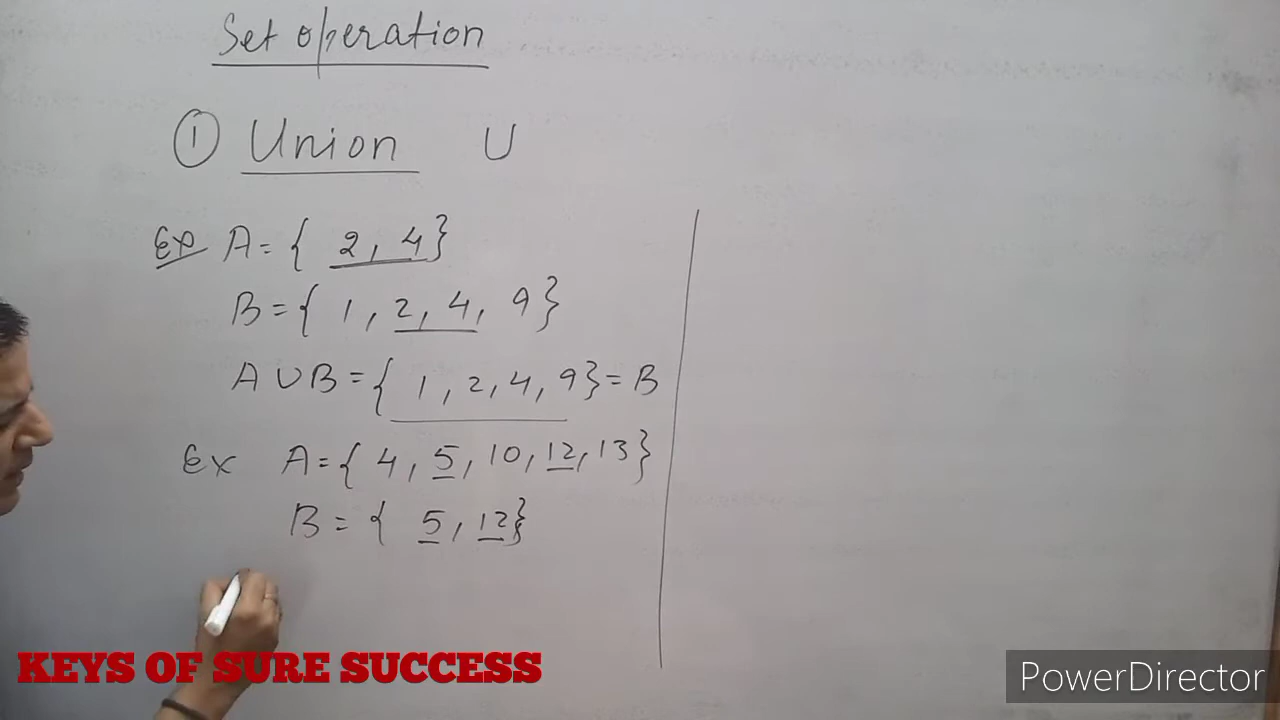 Set operation
① Union U
Ex A = { 2, 4 }
B = { 1, 2, 4, 9 }
A ∪ B = { 1, 2, 4, 9 } = B
Ex A = { 4, 5, 10, 12, 13 }
B = { 5, 12 }
KEYS OF SURE SUCCESS
PowerDirector